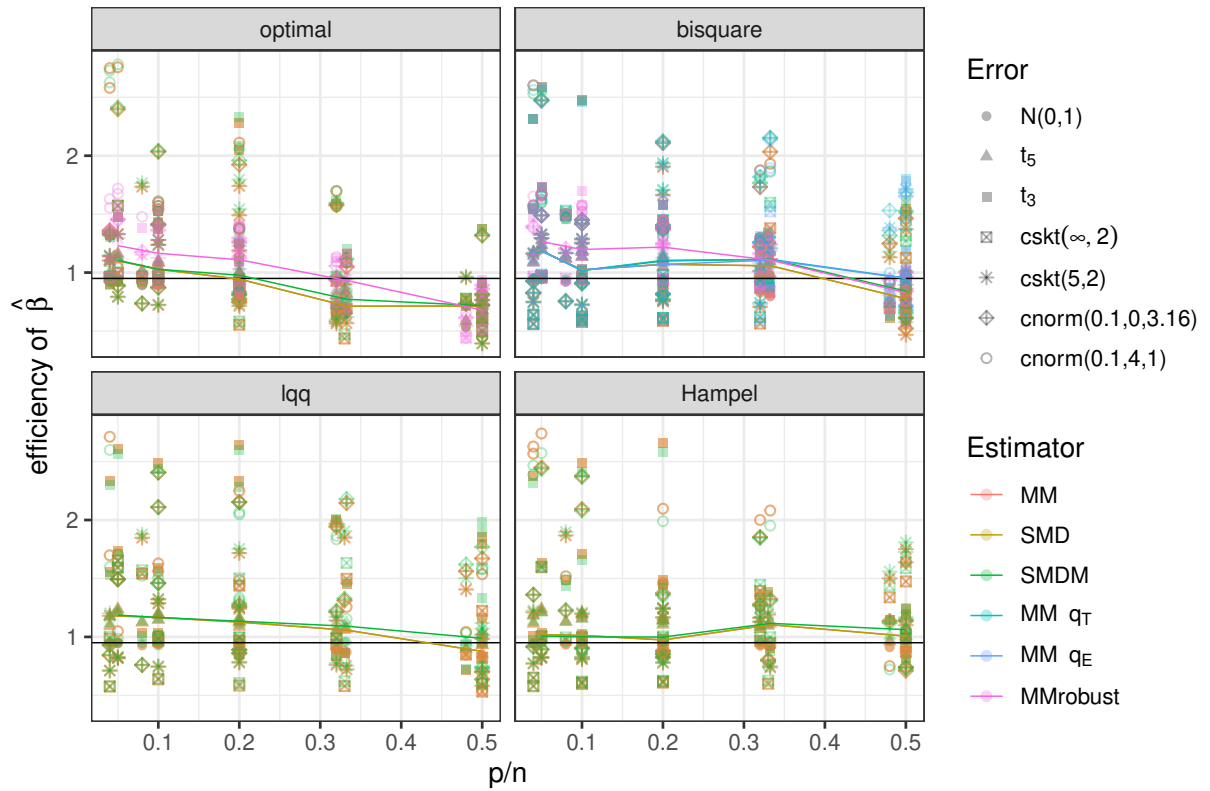 optimal
bisquare
2
1
lqq
Hampel
2
1
0.1 0.2 0.3 0.4 0.5
0.1 0.2 0.3 0.4 0.5
p/n
efficiency of β̂
Error
N(0,1)
t₅
t₃
cskt(∞, 2)
cskt(5,2)
cnorm(0.1,0,3.16)
cnorm(0.1,4,1)
Estimator
MM
SMD
SMDM
MM q_T
MM q_E
MMrobust